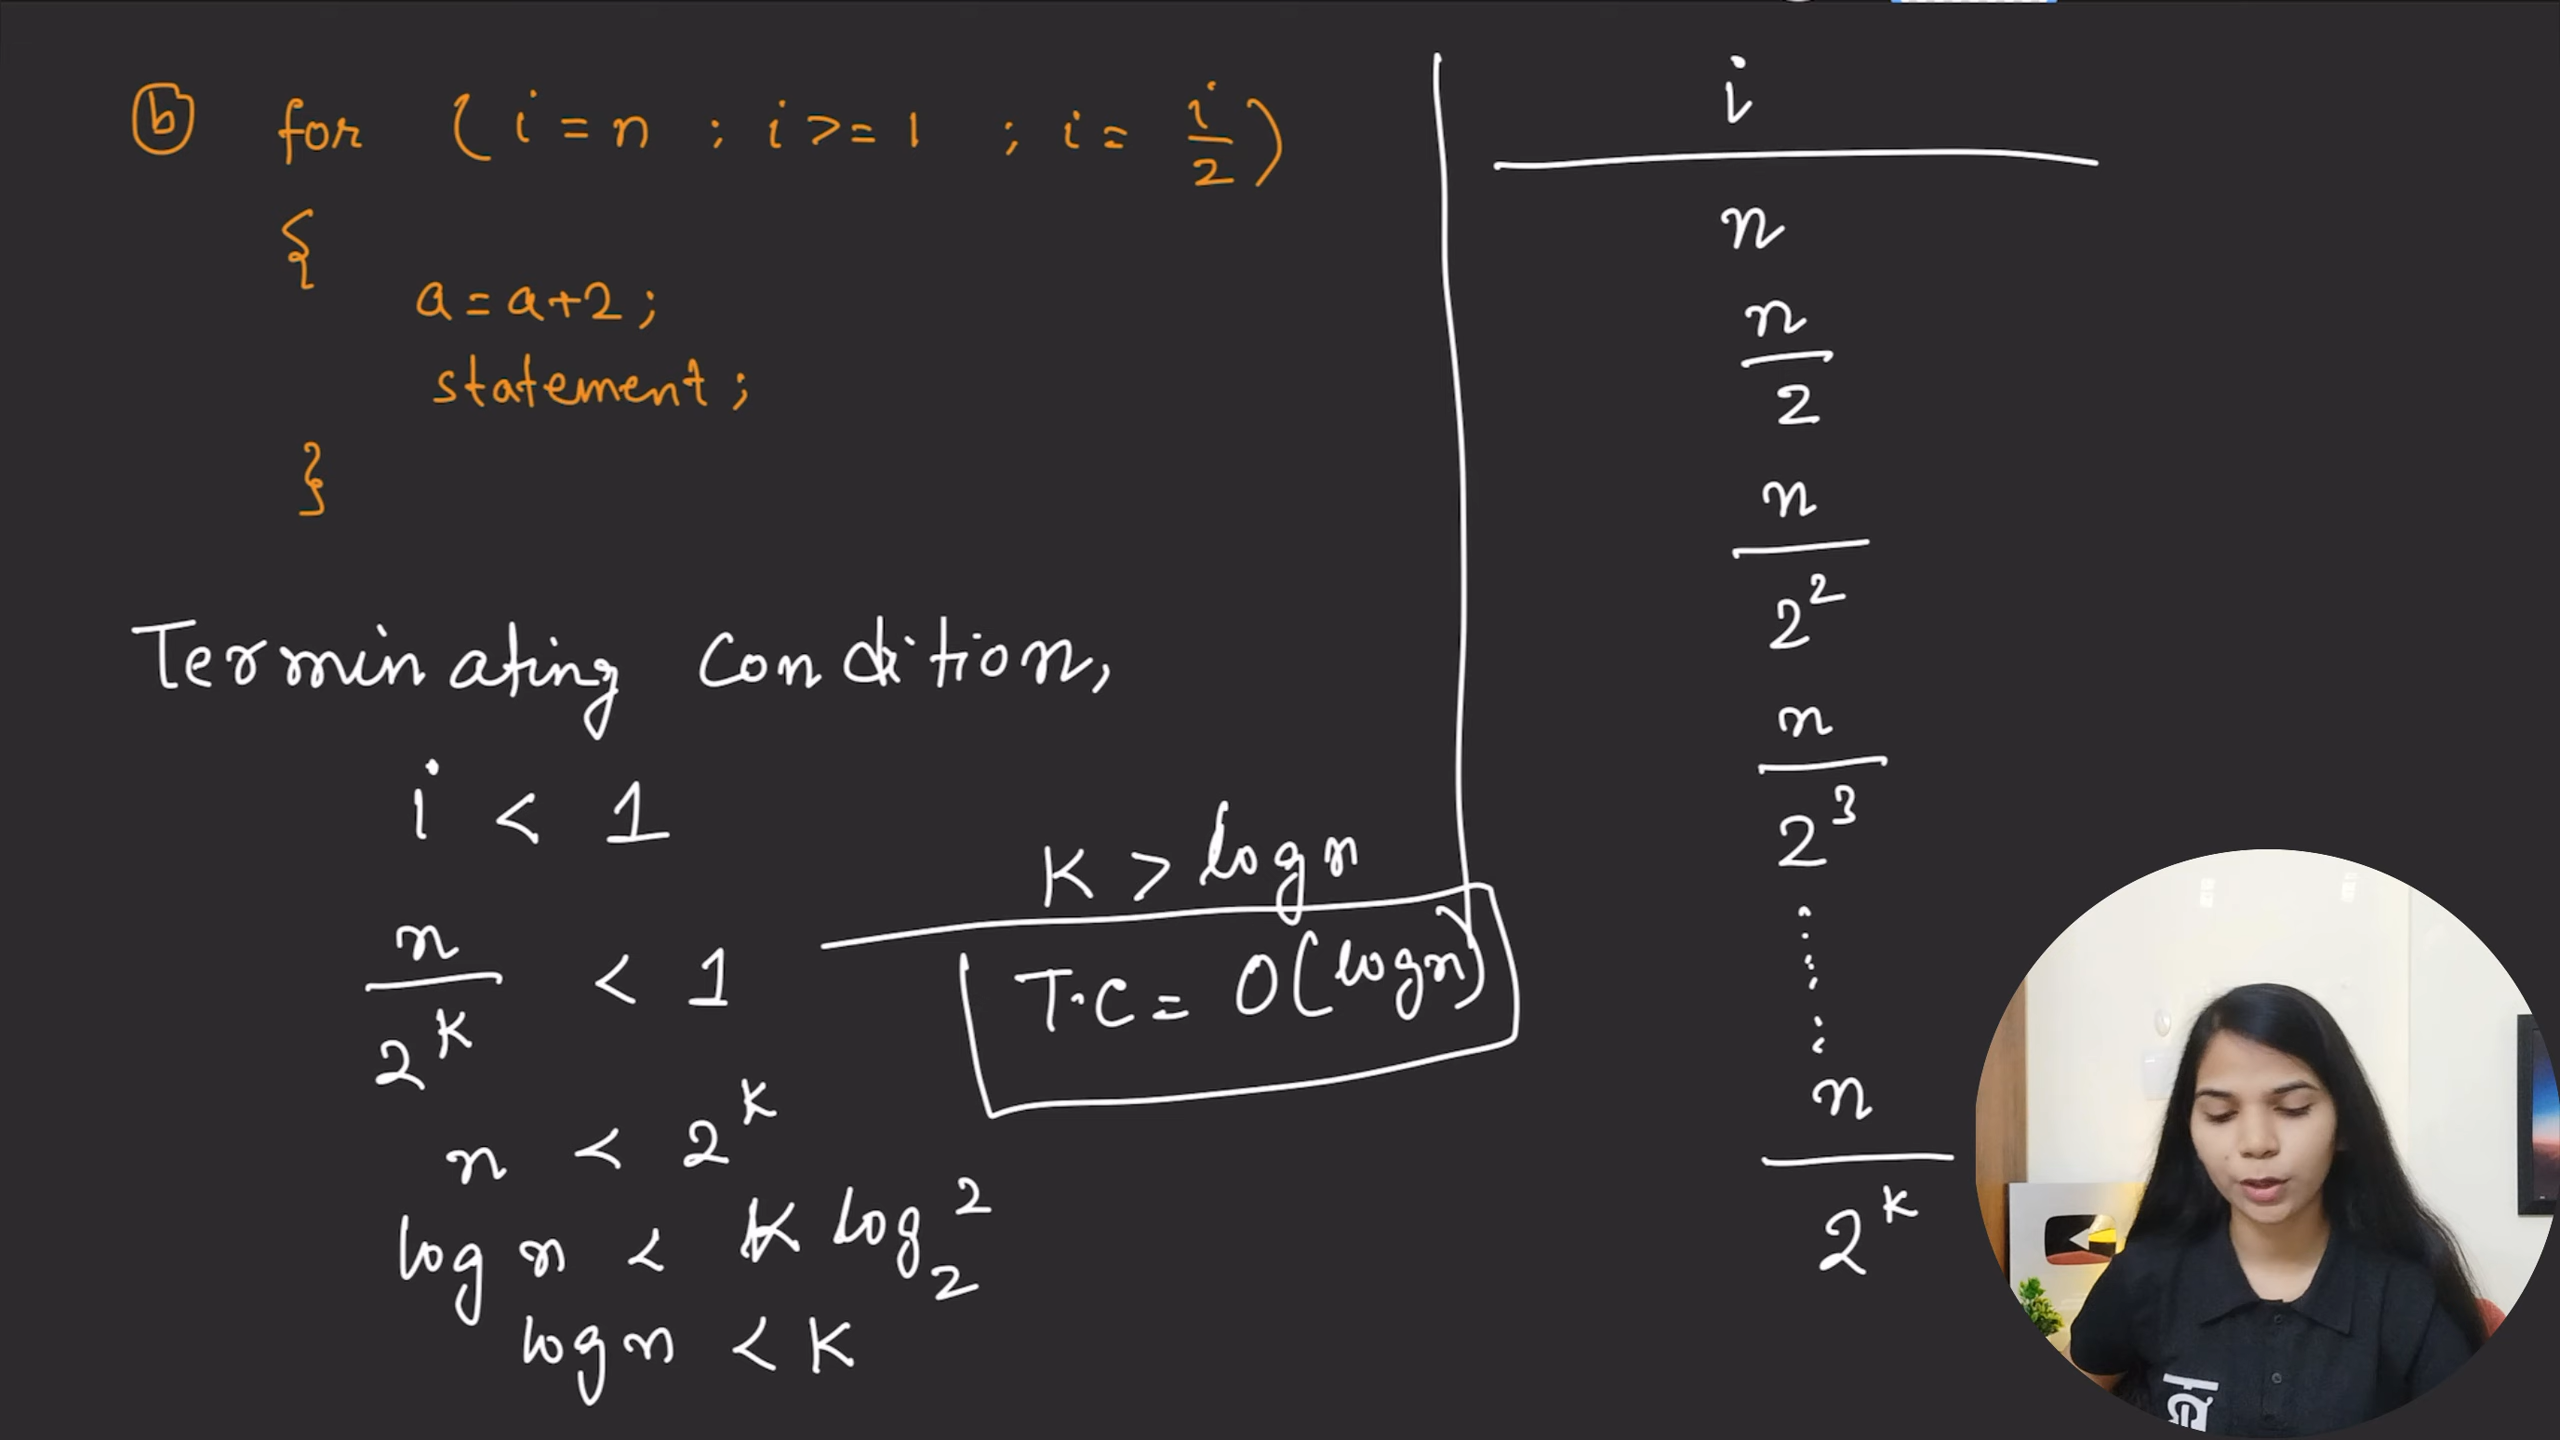 b for ( i = n ; i >= 1 ; i = i/2 )
{
a = a+2 ;
statement ;
}
Terminating Condition,
i < 1
n/2^k < 1
n < 2^k
log n < K log_2 2
log n < K
K > log n
T.C = O(log n)
i
n
n/2
n/2^2
n/2^3
n/2^k